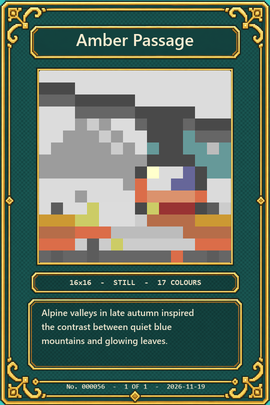 Amber Passage
16x16 - STILL - 17 COLOURS
Alpine valleys in late autumn inspired
the contrast between quiet blue
mountains and glowing leaves.
No. 000056 - 1 OF 1 - 2026-11-19